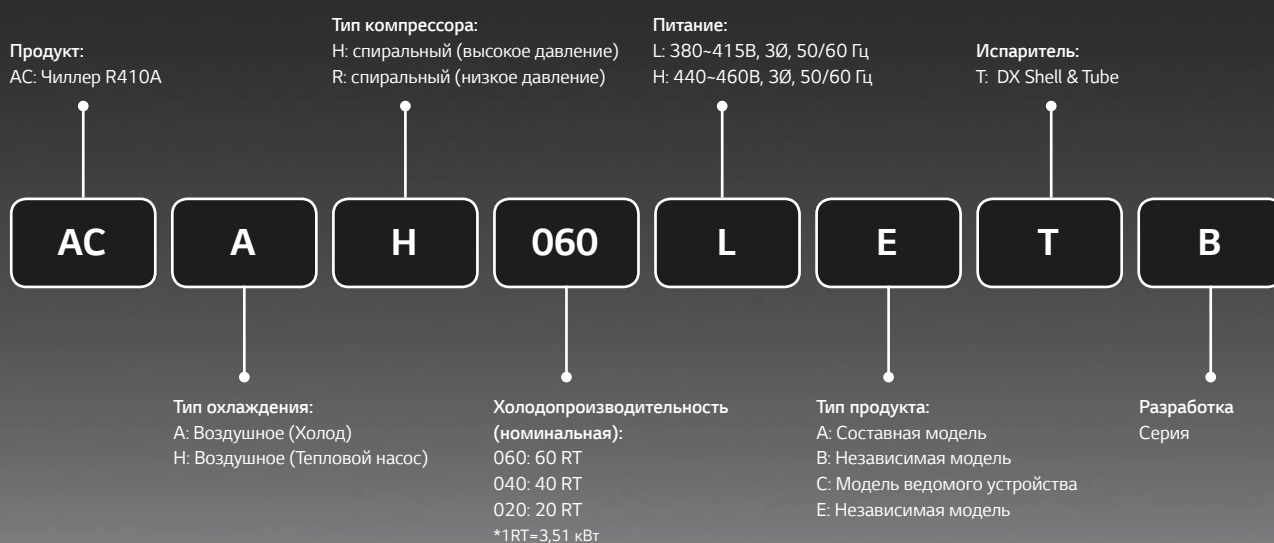 Продукт:
AC: Чиллер R410A
Тип компрессора:
H: спиральный (высокое давление)
R: спиральный (низкое давление)
Питание:
L: 380~415В, 3Ø, 50/60 Гц
H: 440~460В, 3Ø, 50/60 Гц
Испаритель:
T: DX Shell & Tube
AC A H 060 L E T B
Тип охлаждения:
A: Воздушное (Холод)
H: Воздушное (Тепловой насос)
Холодопроизводительность
(номинальная):
060: 60 RT
040: 40 RT
020: 20 RT
*1RT=3,51 кВт
Тип продукта:
A: Составная модель
B: Независимая модель
C: Модель ведомого устройства
E: Независимая модель
Разработка
Серия